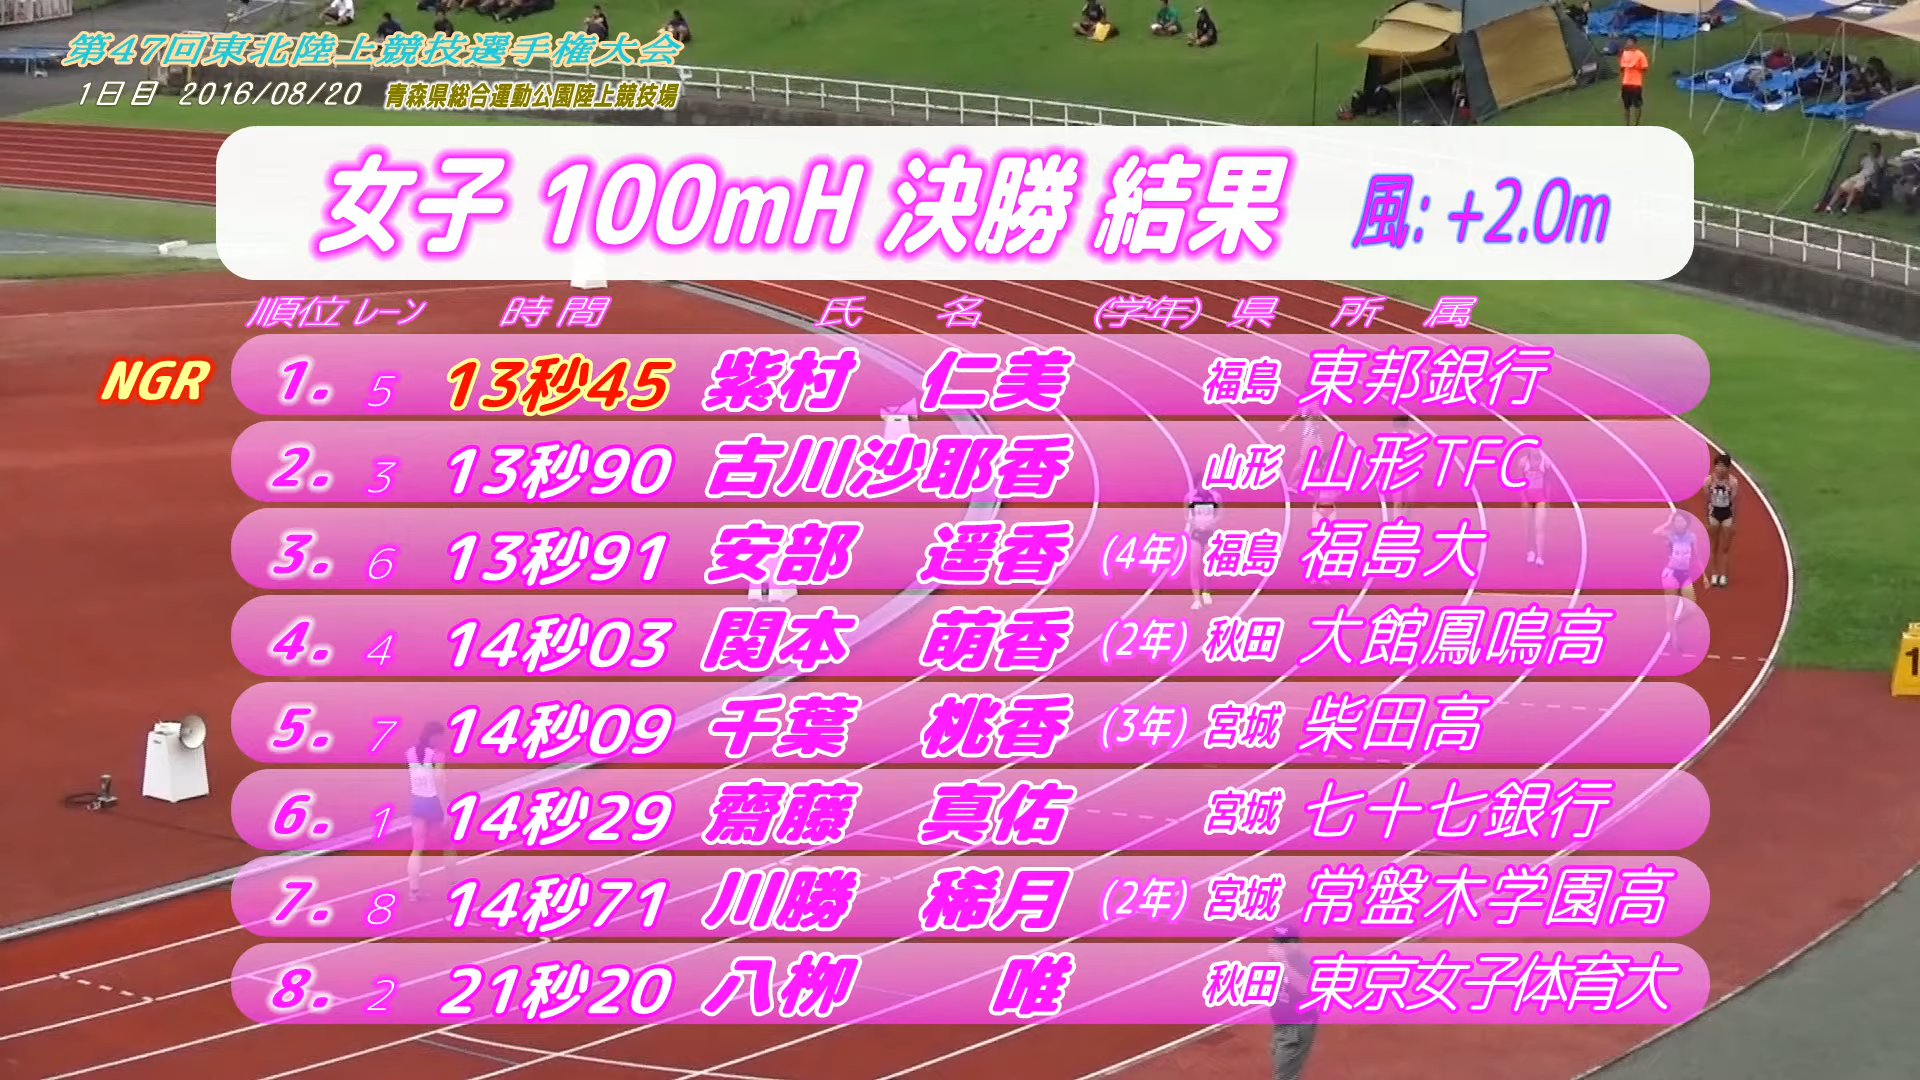 第47回東北陸上競技選手権大会
1日目 2016/08/20 青森県総合運動公園陸上競技場
女子 100mH 決勝 結果 風: +2.0m
順位 レーン 時間 氏名 (学年) 県 所属
NGR 1. 5 13秒45 紫村 仁美 福島 東邦銀行
2. 3 13秒90 古川沙耶香 山形 山形TFC
3. 6 13秒91 安部 遥香 (4年) 福島 福島大
4. 4 14秒03 関本 萌香 (2年) 秋田 大館鳳鳴高
5. 7 14秒09 千葉 桃香 (3年) 宮城 柴田高
6. 1 14秒29 齋藤 真佑 宮城 七十七銀行
7. 8 14秒71 川勝 稀月 (2年) 宮城 常盤木学園高
8. 2 21秒20 八栁 唯 秋田 東京女子体育大
1